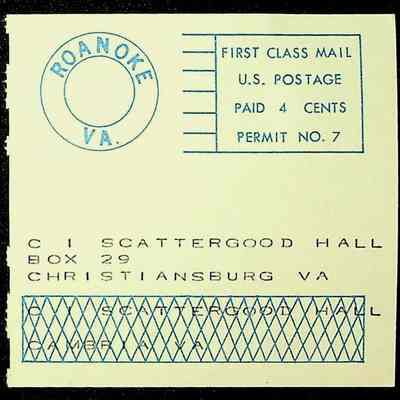 ROANOKE
VA.
FIRST CLASS MAIL
U.S. POSTAGE
PAID 4 CENTS
PERMIT NO. 7
C I SCATTERGOOD HALL
BOX 29
CHRISTIANSBURG VA
C I SCATTERGOOD HALL
CAMBRIA VA